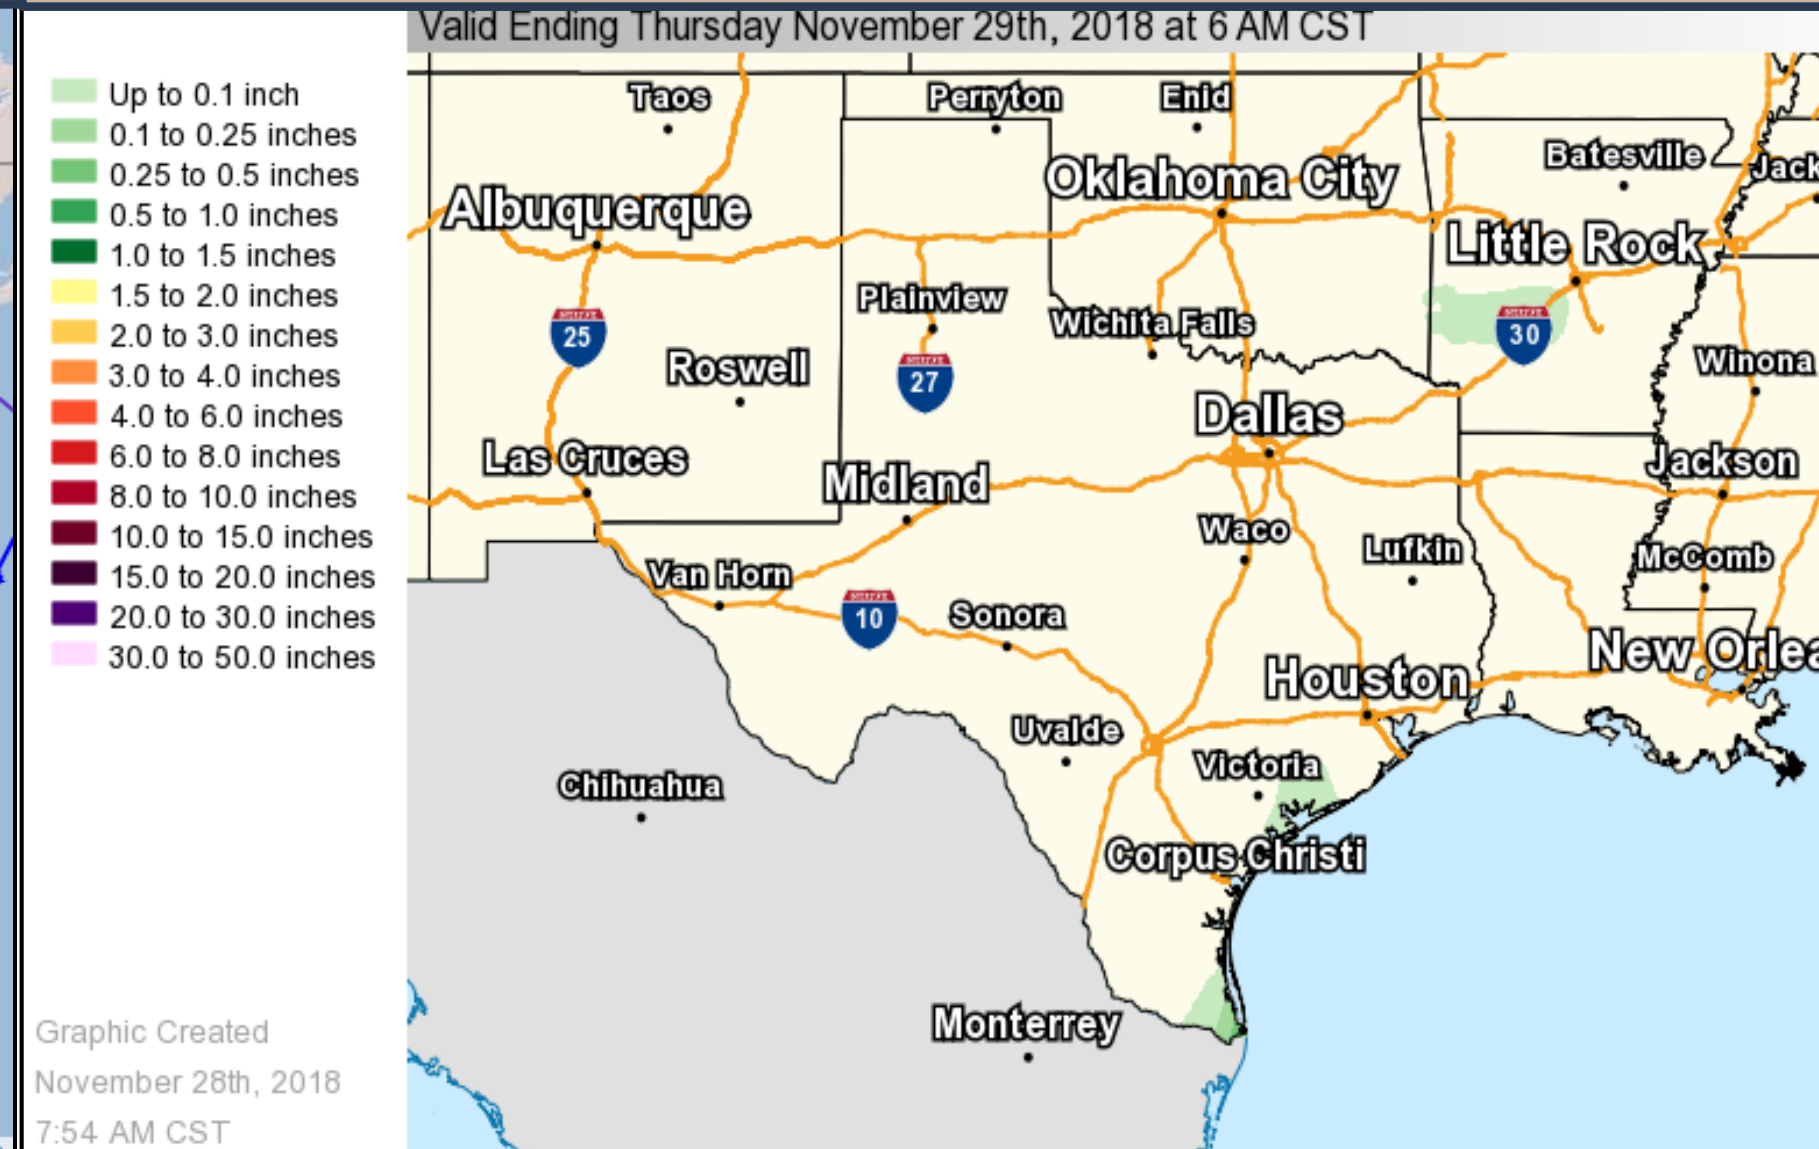 Valid Ending Thursday November 29th, 2018 at 6 AM CST
Up to 0.1 inch
0.1 to 0.25 inches
0.25 to 0.5 inches
0.5 to 1.0 inches
1.0 to 1.5 inches
1.5 to 2.0 inches
2.0 to 3.0 inches
3.0 to 4.0 inches
4.0 to 6.0 inches
6.0 to 8.0 inches
8.0 to 10.0 inches
10.0 to 15.0 inches
15.0 to 20.0 inches
20.0 to 30.0 inches
30.0 to 50.0 inches
Graphic Created
November 28th, 2018
7:54 AM CST
Taos
Perryton
Enid
Batesville
Jack
Oklahoma City
Albuquerque
Little Rock
Plainview
Wichita Falls
25
30
Roswell
27
Winona
Dallas
Las Cruces
Midland
Jackson
Waco
Lufkin
McComb
Van Horn
10
Sonora
New Orlea
Houston
Uvalde
Victoria
Chihuahua
Corpus Christi
Monterrey